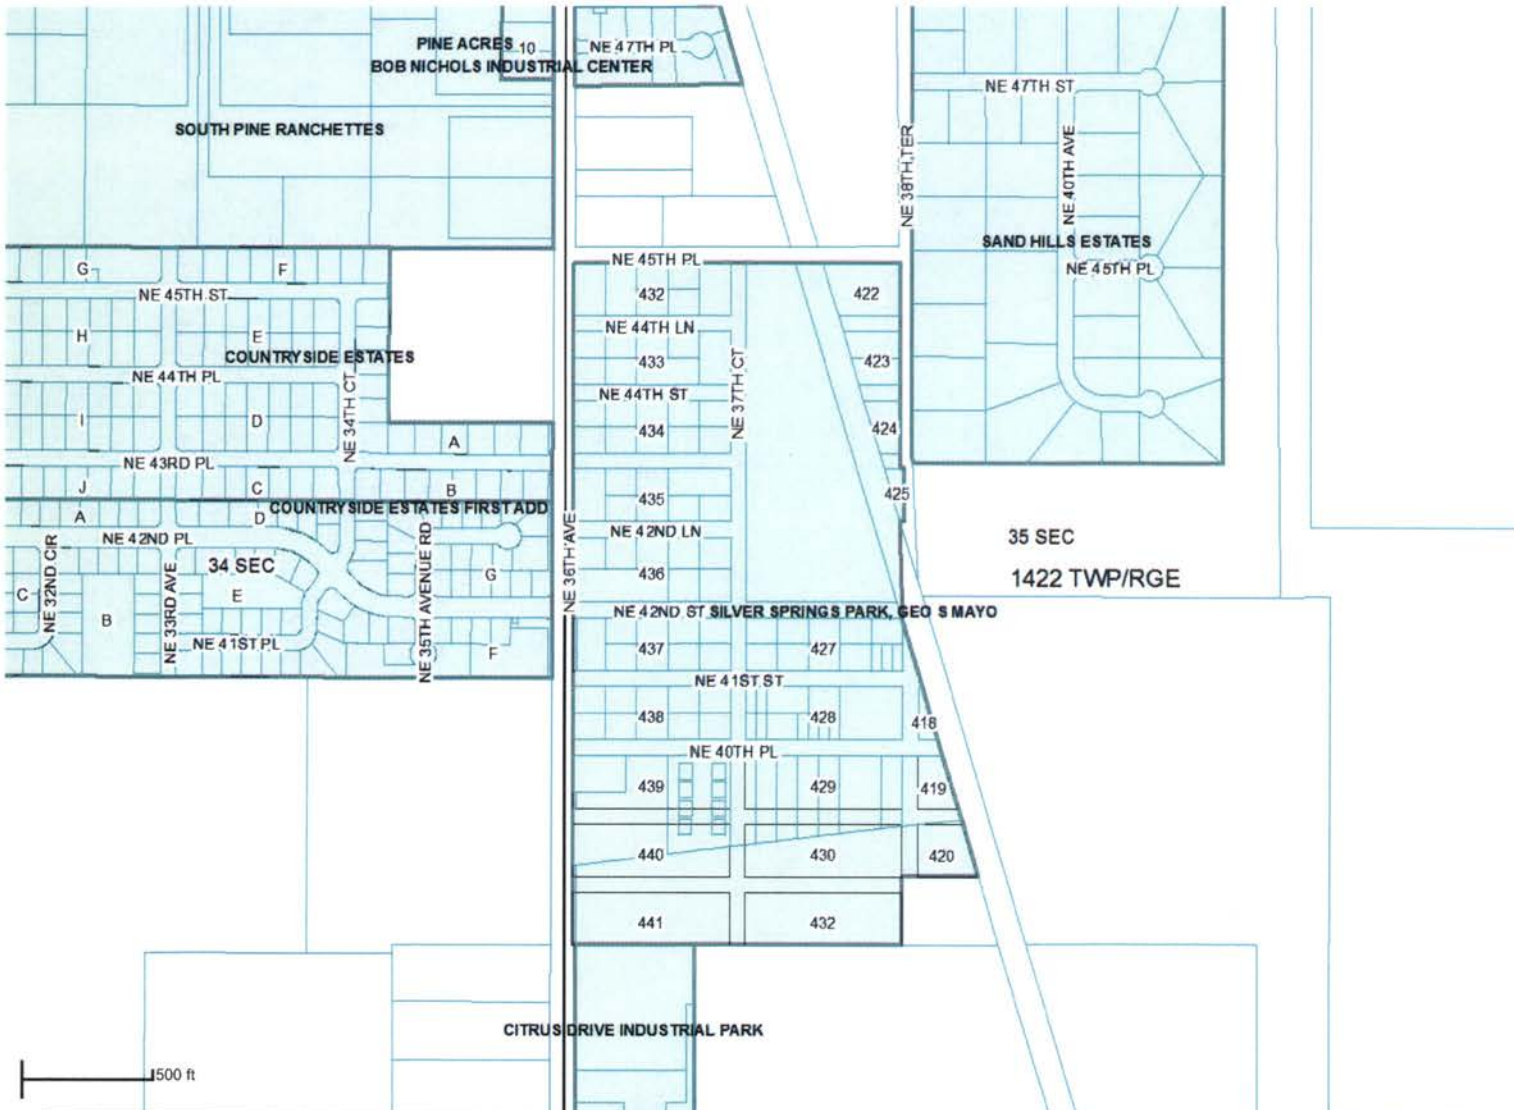 PINE ACRES
10
NE 47TH PL
BOB NICHOLS INDUSTRIAL CENTER
NE 47TH ST
SOUTH PINE RANCHETTES
NE 38TH TER
NE 40TH AVE
SAND HILLS ESTATES
NE 45TH PL
NE 45TH PL
G
F
NE 45TH ST
432
422
H
E
NE 44TH LN
COUNTRYSIDE ESTATES
433
423
NE 44TH PL
NE 34TH CT
NE 44TH ST
NE 37TH CT
I
D
434
424
A
NE 43RD PL
J
C
B
435
425
COUNTRYSIDE ESTATES FIRST ADD
A
D
NE 42ND PL
NE 42ND LN
35 SEC
NE 32ND CIR
NE 33RD AVE
34 SEC
NE 35TH AVENUE RD
G
NE 36TH AVE
436
1422 TWP/RGE
C
E
B
NE 42ND ST
SILVER SPRINGS PARK, GEO S MAYO
NE 41ST PL
F
437
427
NE 41ST ST
438
428
418
NE 40TH PL
439
429
419
440
430
420
441
432
CITRUS DRIVE INDUSTRIAL PARK
500 ft